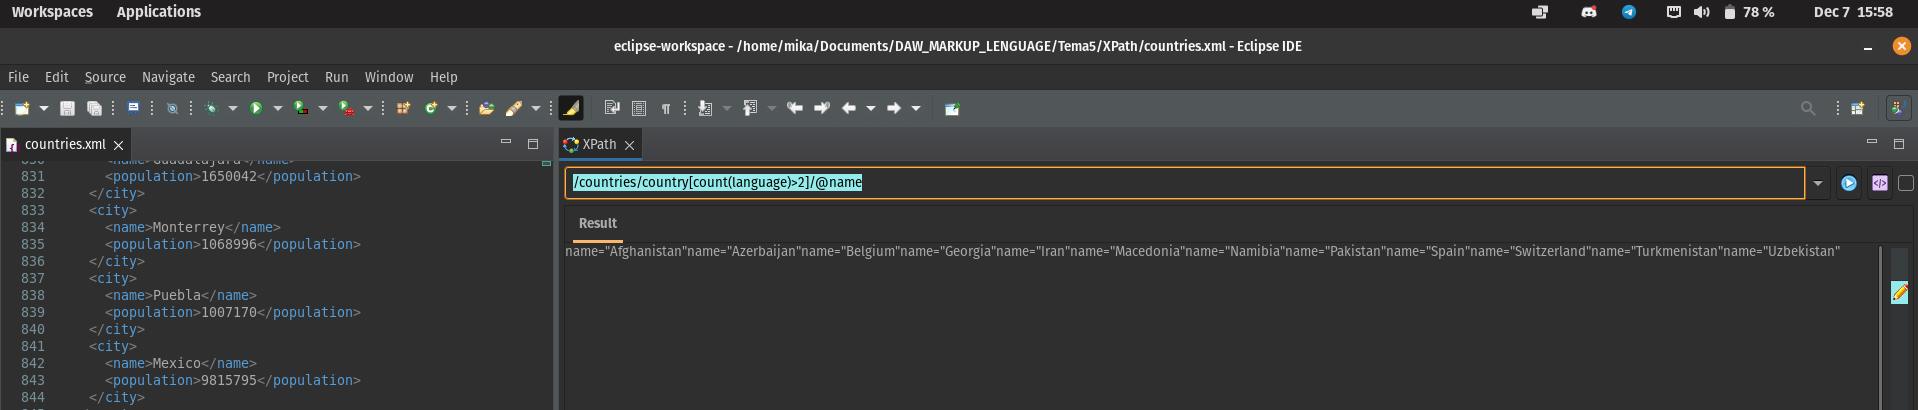 Workspaces Applications 78 % Dec 7 15:58
eclipse-workspace - /home/mika/Documents/DAW_MARKUP_LENGUAGE/Tema5/XPath/countries.xml - Eclipse IDE
File Edit Source Navigate Search Project Run Window Help
countries.xml
830 <name>Guadalajara</name>
831 <population>1650042</population>
832 </city>
833 <city>
834 <name>Monterrey</name>
835 <population>1068996</population>
836 </city>
837 <city>
838 <name>Puebla</name>
839 <population>1007170</population>
840 </city>
841 <city>
842 <name>Mexico</name>
843 <population>9815795</population>
844 </city>
XPath
/countries/country[count(language)>2]/@name
Result
name="Afghanistan"name="Azerbaijan"name="Belgium"name="Georgia"name="Iran"name="Macedonia"name="Namibia"name="Pakistan"name="Spain"name="Switzerland"name="Turkmenistan"name="Uzbekistan"